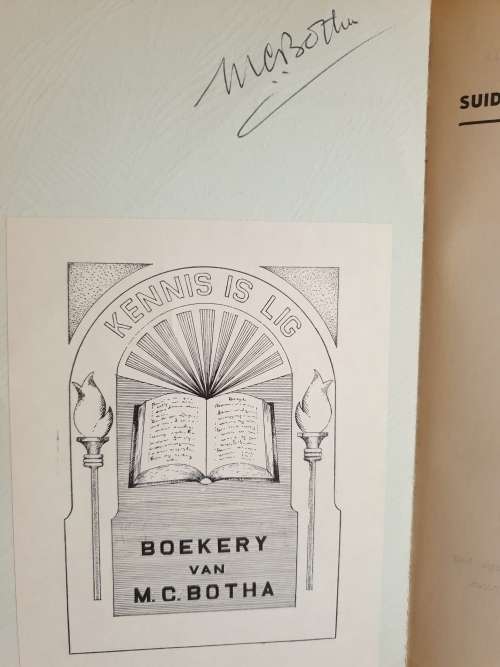 M.C. Botha
SUID
KENNIS IS LIG
BOEKERY
VAN
M.C. BOTHA